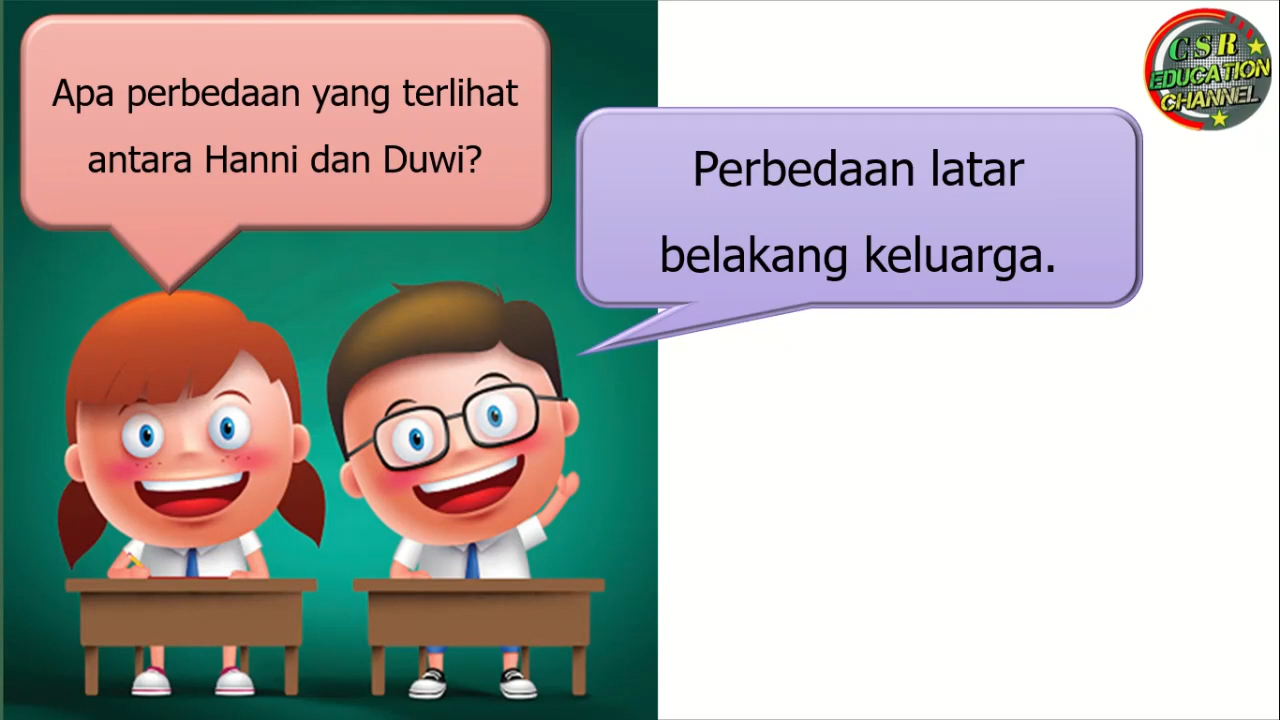 Apa perbedaan yang terlihat
antara Hanni dan Duwi?
Perbedaan latar
belakang keluarga.
CSR
EDUCATION
CHANNEL